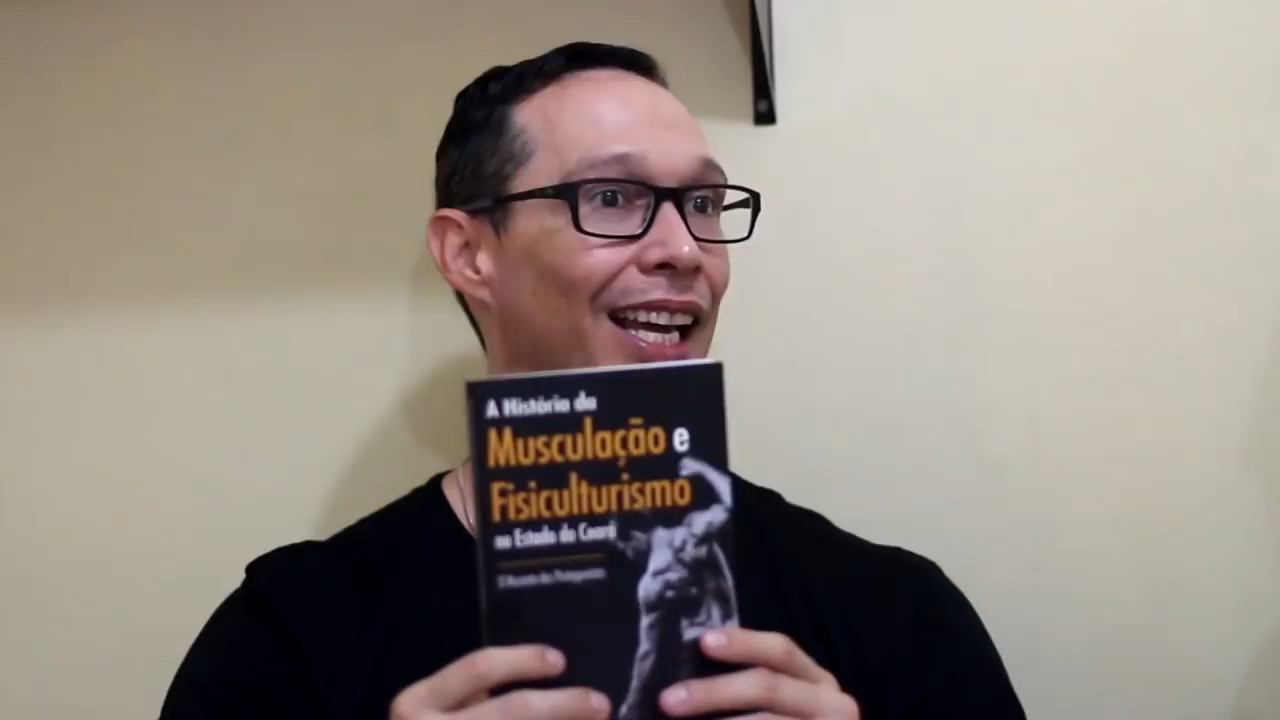 A História da
Musculação e
Fisiculturismo
no Estado do Ceará